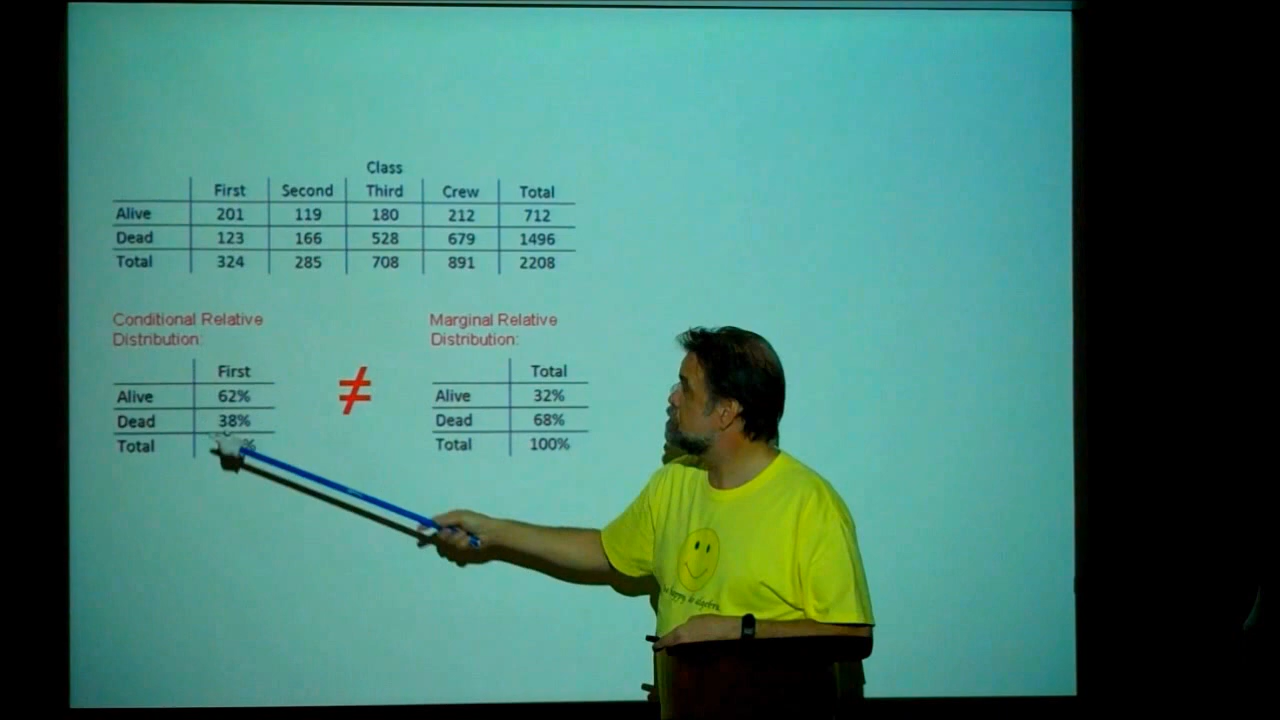 Class
First Second Third Crew Total
Alive 201 119 180 212 712
Dead 123 166 528 679 1496
Total 324 285 708 891 2208
Conditional Relative
Distribution:
First
Alive 62%
Dead 38%
Total %
≠
Marginal Relative
Distribution:
Total
Alive 32%
Dead 68%
Total 100%
algebra